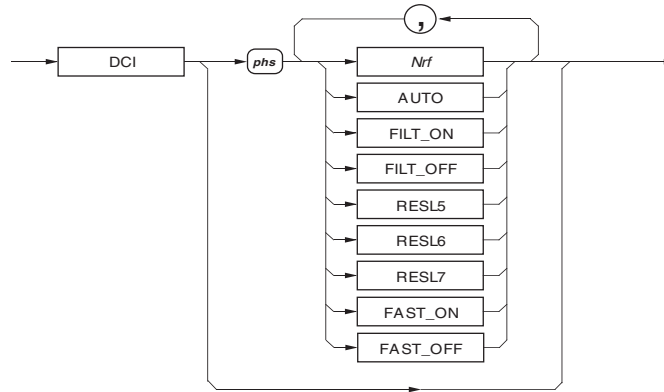 ,
DCI
phs
Nrf
AUTO
FILT_ON
FILT_OFF
RESL5
RESL6
RESL7
FAST_ON
FAST_OFF